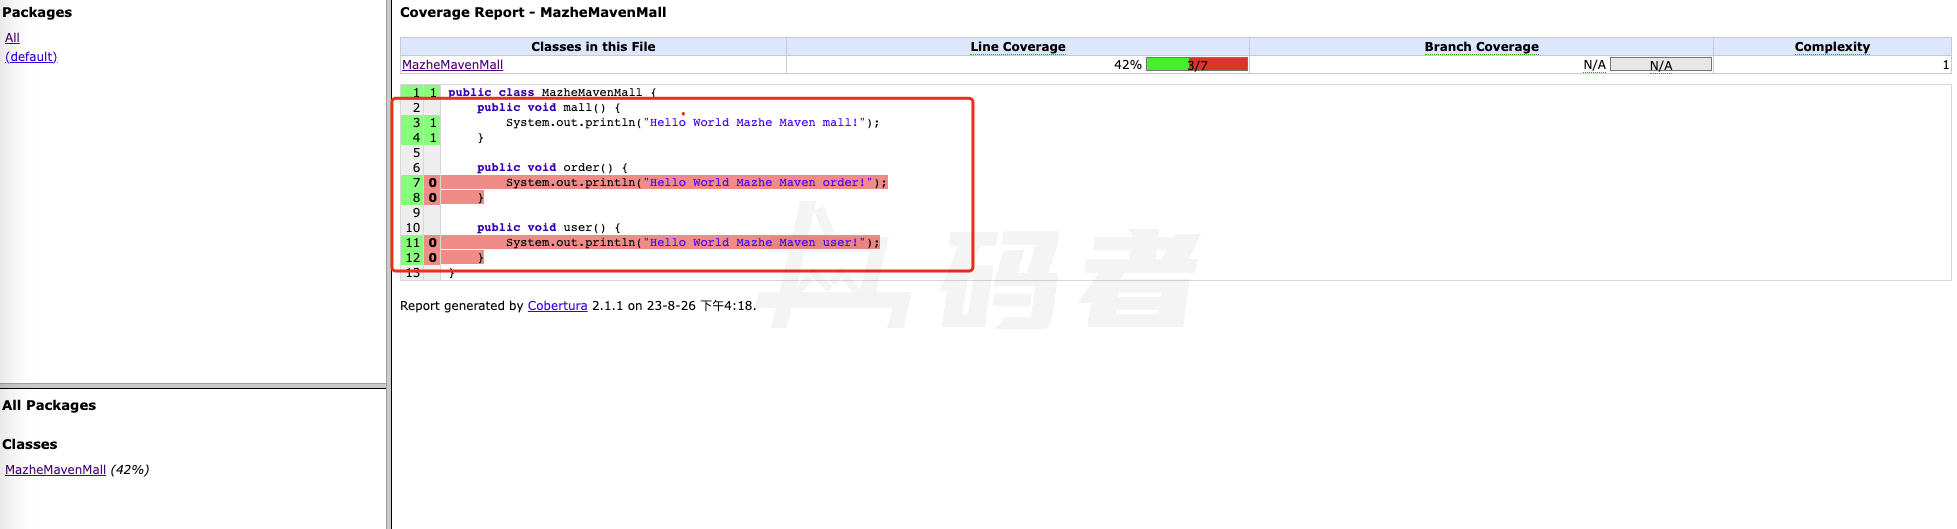 Packages
All
(default)
All Packages
Classes
MazheMavenMall (42%)
Coverage Report - MazheMavenMall
Classes in this File Line Coverage Branch Coverage Complexity
MazheMavenMall 42% 3/7 N/A N/A 1
1 1 public class MazheMavenMall {
2 public void mall() {
3 1 System.out.println("Hello World Mazhe Maven mall!");
4 1 }
5
6 public void order() {
7 0 System.out.println("Hello World Mazhe Maven order!");
8 0 }
9
10 public void user() {
11 0 System.out.println("Hello World Mazhe Maven user!");
12 0 }
13 }
Report generated by Cobertura 2.1.1 on 23-8-26 下午4:18.
码者